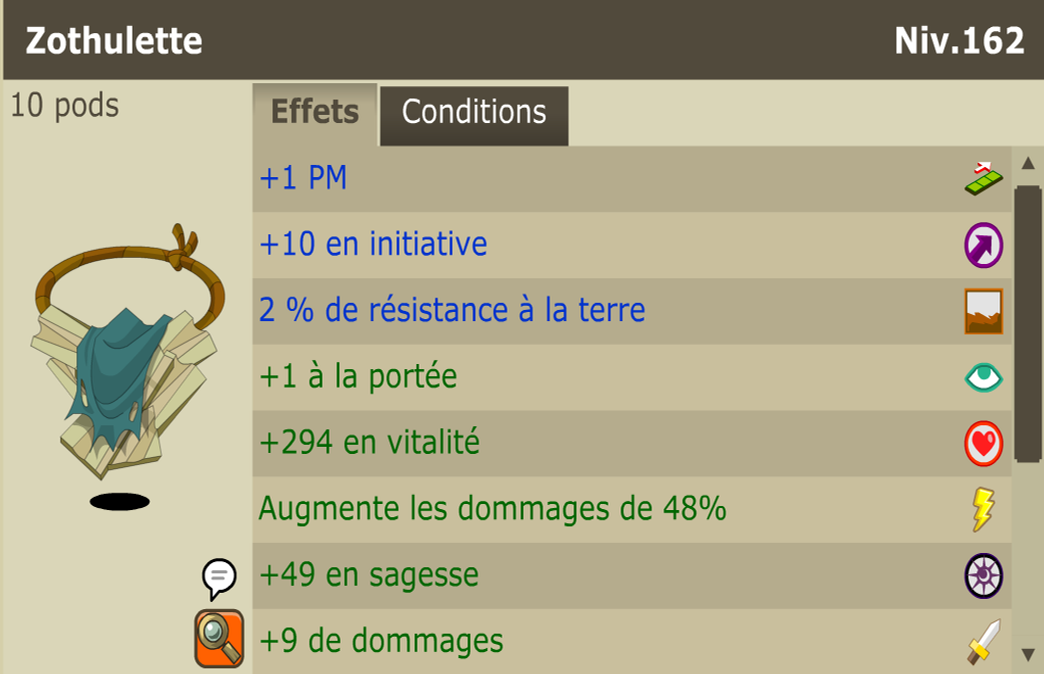 Zothulette
Niv.162
10 pods
Effets
Conditions
+1 PM
+10 en initiative
2 % de résistance à la terre
+1 à la portée
+294 en vitalité
Augmente les dommages de 48%
+49 en sagesse
+9 de dommages